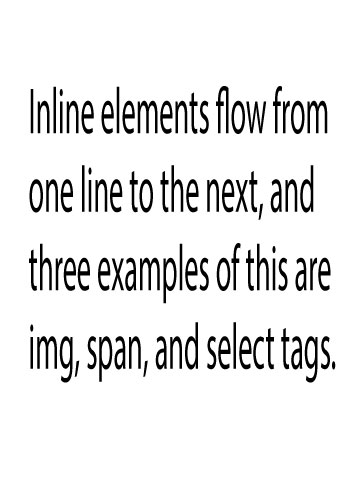 Inline elements flow from
one line to the next, and
three examples of this are
img, span, and select tags.